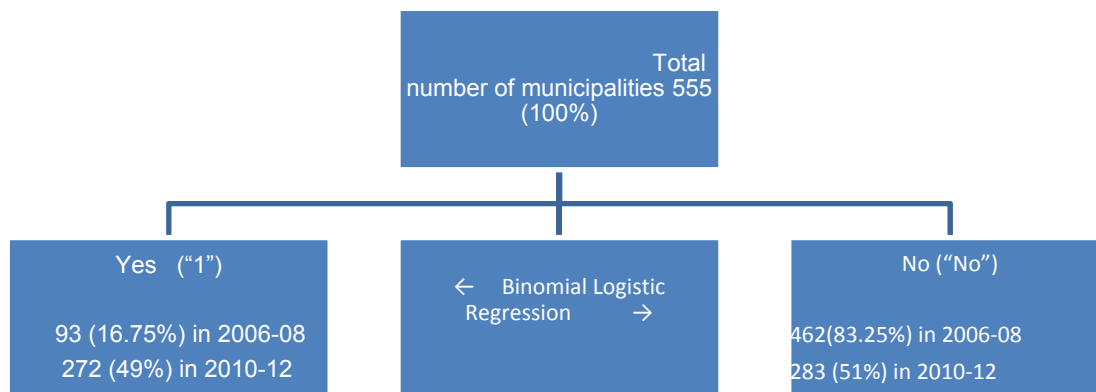 Total
number of municipalities 555
(100%)
Yes ("1")
93 (16.75%) in 2006-08
272 (49%) in 2010-12
← Binomial Logistic
Regression →
No (“No”)
462(83.25%) in 2006-08
283 (51%) in 2010-12